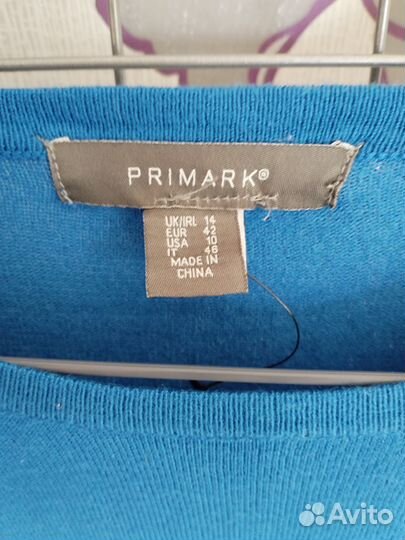 PRIMARK®
UK/IRL 14
EUR 42
USA 10
IT 46
MADE IN
CHINA
Avito